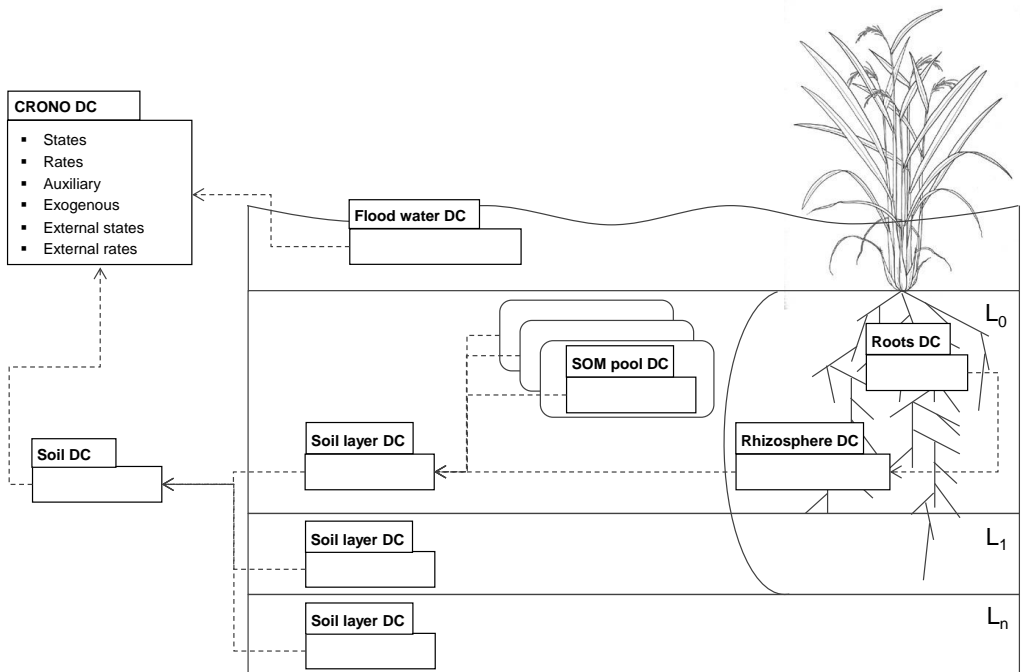 CRONO DC
▪ States
▪ Rates
▪ Auxiliary
▪ Exogenous
▪ External states
▪ External rates
Flood water DC
L₀
Roots DC
SOM pool DC
Soil layer DC
Rhizosphere DC
Soil DC
Soil layer DC
L₁
Soil layer DC
Lₙ